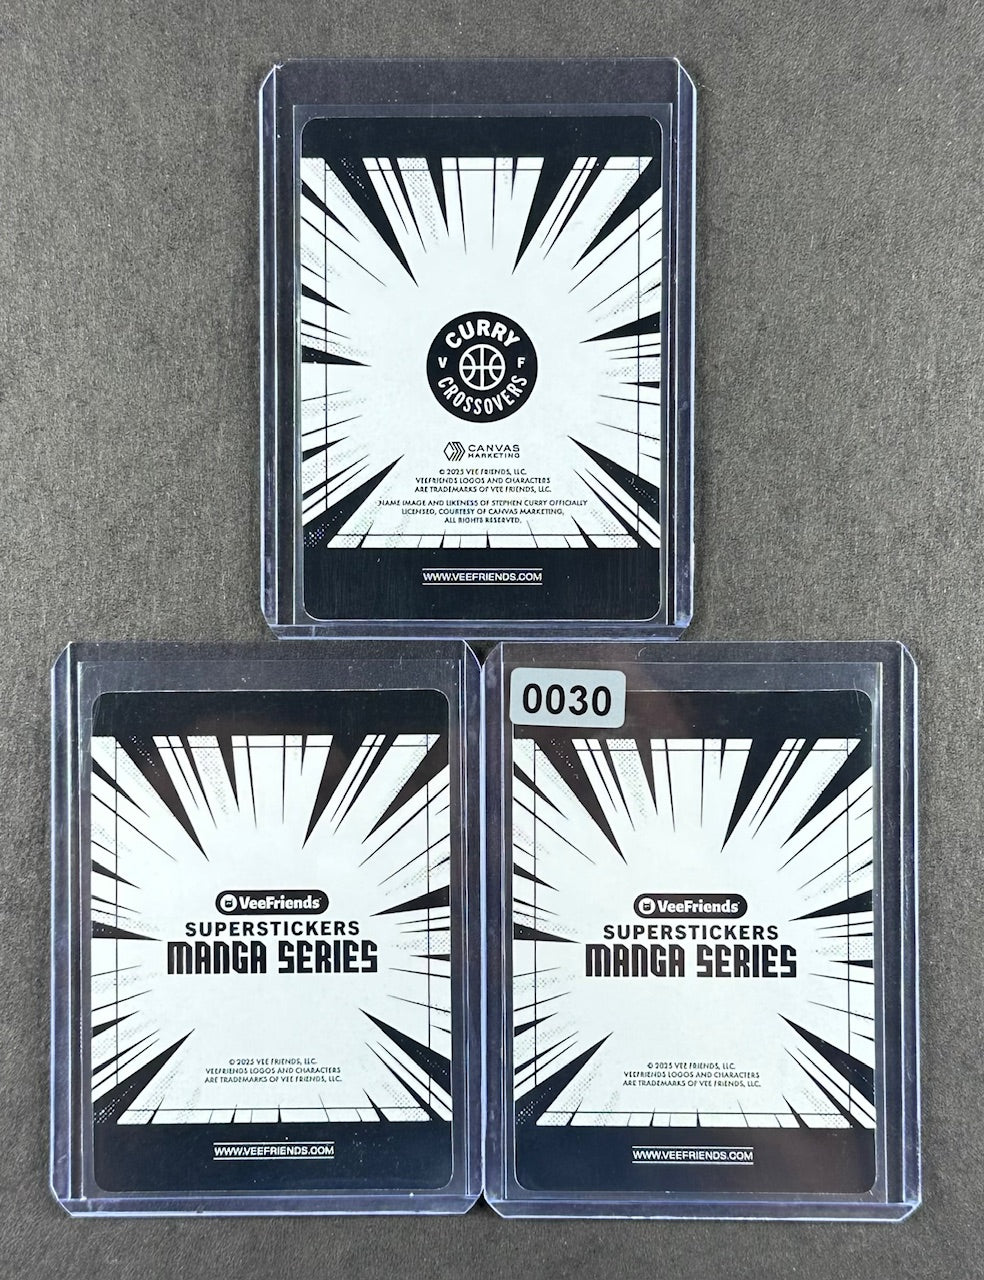 CURRY
V F
CROSSOVERS
CANVAS
MARKETING
© 2025 VEE FRIENDS, LLC.
VEEFRIENDS LOGOS AND CHARACTERS
ARE TRADEMARKS OF VEE FRIENDS, LLC.
NAME IMAGE AND LIKENESS OF STEPHEN CURRY OFFICIALLY
LICENSED, COURTESY OF CANVAS MARKETING,
ALL RIGHTS RESERVED.
WWW.VEEFRIENDS.COM
VeeFriends
SUPERSTICKERS
MANGA SERIES
© 2025 VEE FRIENDS, LLC.
VEEFRIENDS LOGOS AND CHARACTERS
ARE TRADEMARKS OF VEE FRIENDS, LLC.
WWW.VEEFRIENDS.COM
0030
VeeFriends
SUPERSTICKERS
MANGA SERIES
© 2025 VEE FRIENDS, LLC.
VEEFRIENDS LOGOS AND CHARACTERS
ARE TRADEMARKS OF VEE FRIENDS, LLC.
WWW.VEEFRIENDS.COM